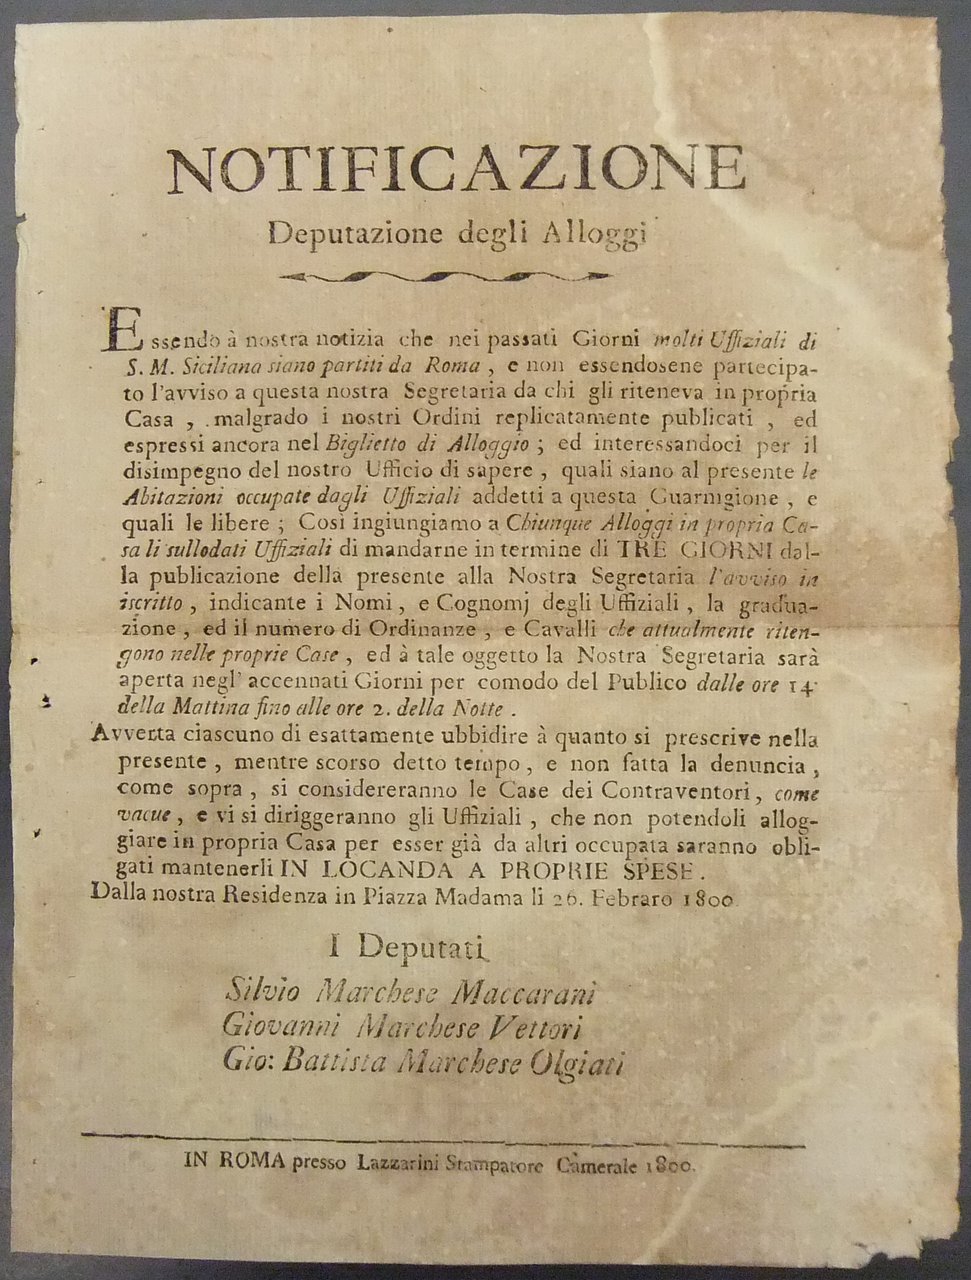 NOTIFICAZIONE
Deputazione degli Alloggi
Essendo à nostra notizia che nei passati Giorni molti Uffiziali di
S. M. Siciliana siano partiti da Roma, e non essendosene partecipa-
to l'avviso a questa nostra Segretaria da chi gli riteneva in propria
Casa, malgrado i nostri Ordini replicatamente publicati, ed
espressi ancora nel Biglietto di Alloggio; ed interessandoci per il
disimpegno del nostro Ufficio di sapere, quali siano al presente le
Abitazioni occupate dagli Uffiziali addetti a questa Guarnigione, e
quali le libere; Così ingiungiamo a Chiunque Alloggi in propria Ca-
sa li sullodati Uffiziali di mandarne in termine di TRE GIORNI dal-
la publicazione della presente alla Nostra Segretaria l'avviso in
iscritto, indicante i Nomi, e Cognomj degli Uffiziali, la gradua-
zione, ed il numero di Ordinanze, e Cavalli che attualmente riten-
gono nelle proprie Case, ed à tale oggetto la Nostra Segretaria sarà
aperta negl' accennati Giorni per comodo del Publico dalle ore 14
della Mattina fino alle ore 2. della Notte.
Avverta ciascuno di esattamente ubbidire à quanto si prescrive nella
presente, mentre scorso detto tempo, e non fatta la denuncia,
come sopra, si considereranno le Case dei Contraventori, come
vacue, e vi si diriggeranno gli Uffiziali, che non potendoli allog-
giare in propria Casa per esser già da altri occupata saranno obli-
gati mantenerli IN LOCANDA A PROPRIE SPESE.
Dalla nostra Residenza in Piazza Madama li 26. Febraro 1800
I Deputati
Silvio Marchese Maccarani
Giovanni Marchese Vettori
Gio: Battista Marchese Olgiati
IN ROMA presso Lazzarini Stampatore Camerale 1800.